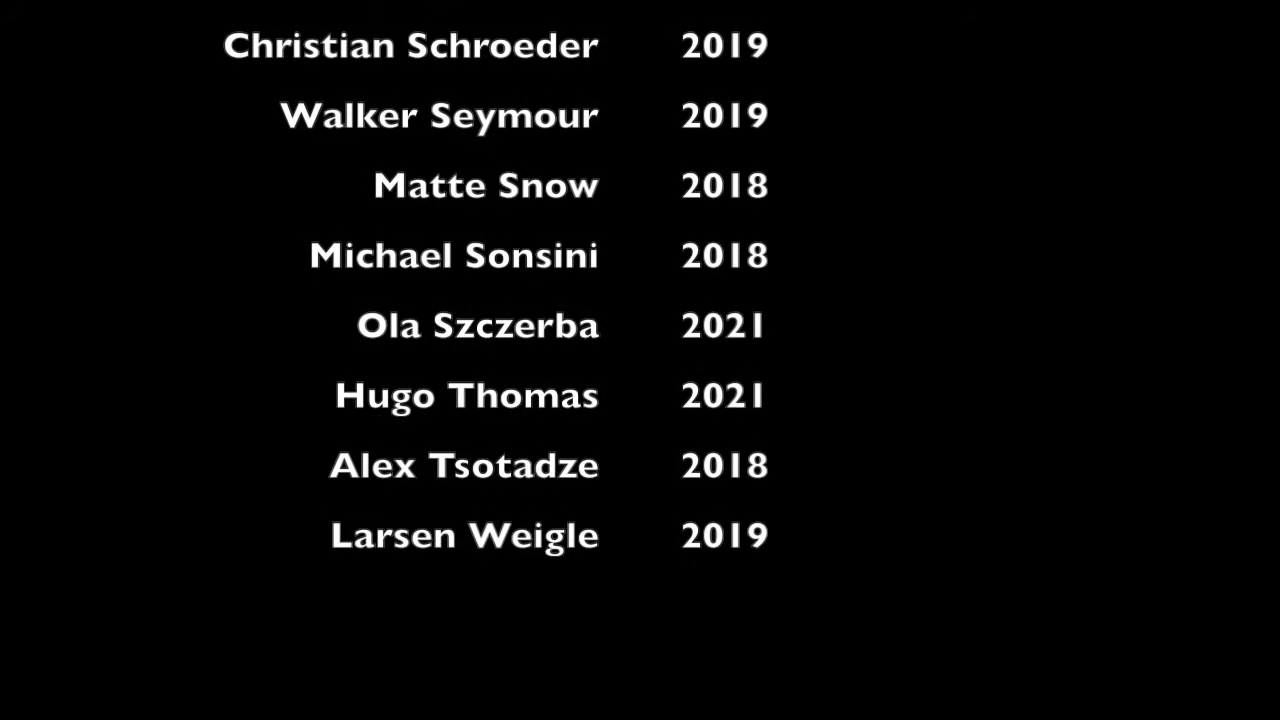 Christian Schroeder 2019
Walker Seymour 2019
Matte Snow 2018
Michael Sonsini 2018
Ola Szczerba 2021
Hugo Thomas 2021
Alex Tsotadze 2018
Larsen Weigle 2019